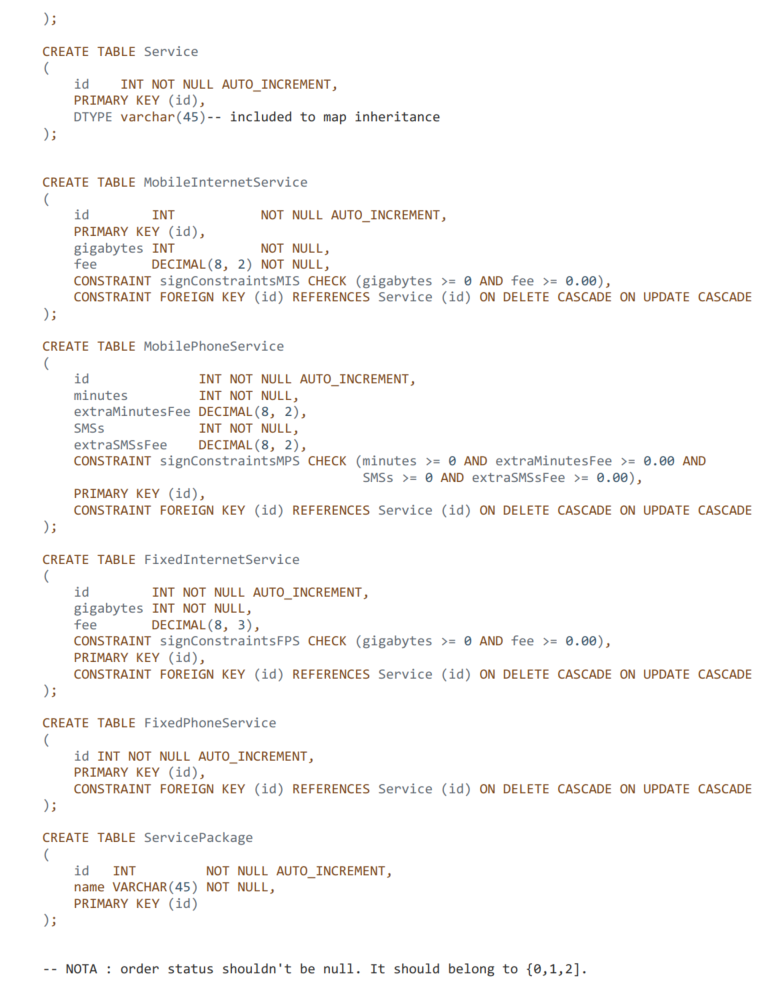 );
CREATE TABLE Service
(
    id    INT NOT NULL AUTO_INCREMENT,
    PRIMARY KEY (id),
    DTYPE varchar(45)-- included to map inheritance
);
CREATE TABLE MobileInternetService
(
    id        INT           NOT NULL AUTO_INCREMENT,
    PRIMARY KEY (id),
    gigabytes INT           NOT NULL,
    fee       DECIMAL(8, 2) NOT NULL,
    CONSTRAINT signConstraintsMIS CHECK (gigabytes >= 0 AND fee >= 0.00),
    CONSTRAINT FOREIGN KEY (id) REFERENCES Service (id) ON DELETE CASCADE ON UPDATE CASCADE
);
CREATE TABLE MobilePhoneService
(
    id              INT NOT NULL AUTO_INCREMENT,
    minutes         INT NOT NULL,
    extraMinutesFee DECIMAL(8, 2),
    SMSs            INT NOT NULL,
    extraSMSsFee    DECIMAL(8, 2),
    CONSTRAINT signConstraintsMPS CHECK (minutes >= 0 AND extraMinutesFee >= 0.00 AND
                                         SMSs >= 0 AND extraSMSsFee >= 0.00),
    PRIMARY KEY (id),
    CONSTRAINT FOREIGN KEY (id) REFERENCES Service (id) ON DELETE CASCADE ON UPDATE CASCADE
);
CREATE TABLE FixedInternetService
(
    id        INT NOT NULL AUTO_INCREMENT,
    gigabytes INT NOT NULL,
    fee       DECIMAL(8, 3),
    CONSTRAINT signConstraintsFPS CHECK (gigabytes >= 0 AND fee >= 0.00),
    PRIMARY KEY (id),
    CONSTRAINT FOREIGN KEY (id) REFERENCES Service (id) ON DELETE CASCADE ON UPDATE CASCADE
);
CREATE TABLE FixedPhoneService
(
    id INT NOT NULL AUTO_INCREMENT,
    PRIMARY KEY (id),
    CONSTRAINT FOREIGN KEY (id) REFERENCES Service (id) ON DELETE CASCADE ON UPDATE CASCADE
);
CREATE TABLE ServicePackage
(
    id   INT         NOT NULL AUTO_INCREMENT,
    name VARCHAR(45) NOT NULL,
    PRIMARY KEY (id)
);
-- NOTA : order status shouldn't be null. It should belong to {0,1,2}.